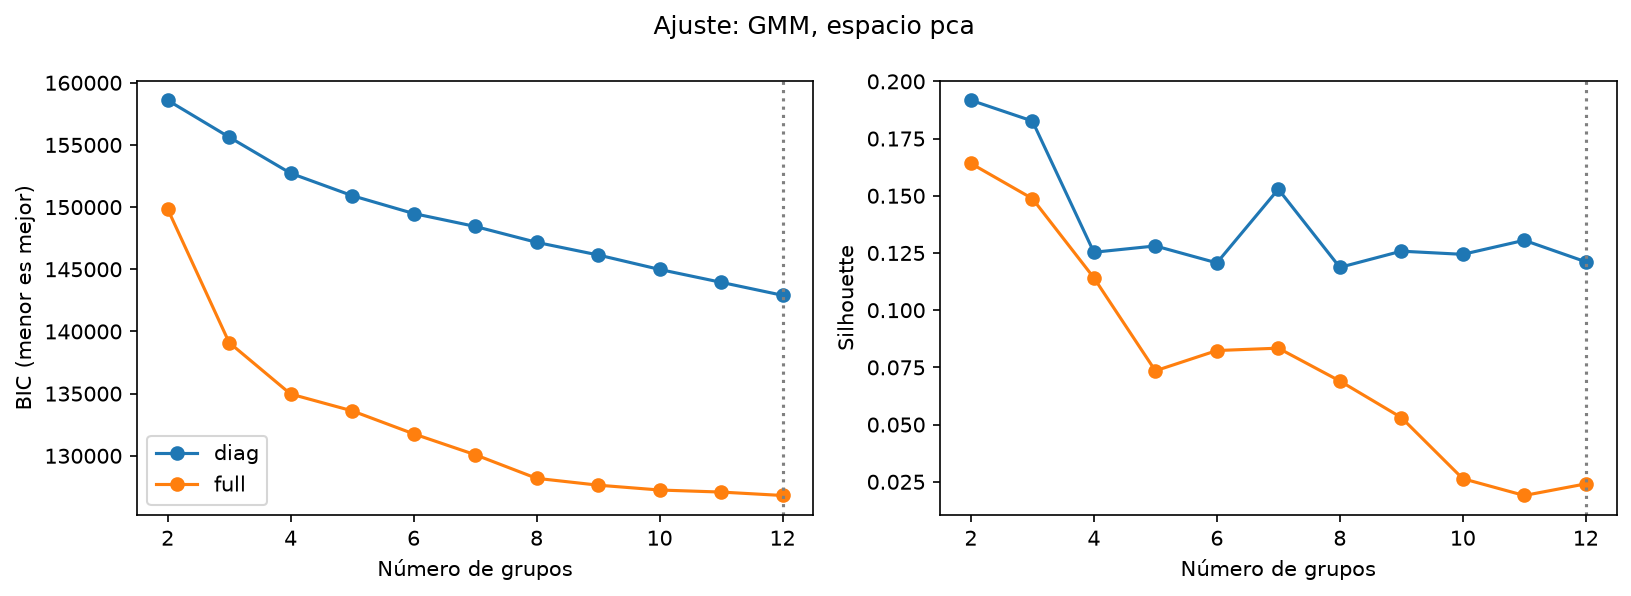 Ajuste: GMM, espacio pca
BIC (menor es mejor)
160000
155000
150000
145000
140000
135000
130000
diag
full
2 4 6 8 10 12
Número de grupos
Silhouette
0.200
0.175
0.150
0.125
0.100
0.075
0.050
0.025
2 4 6 8 10 12
Número de grupos